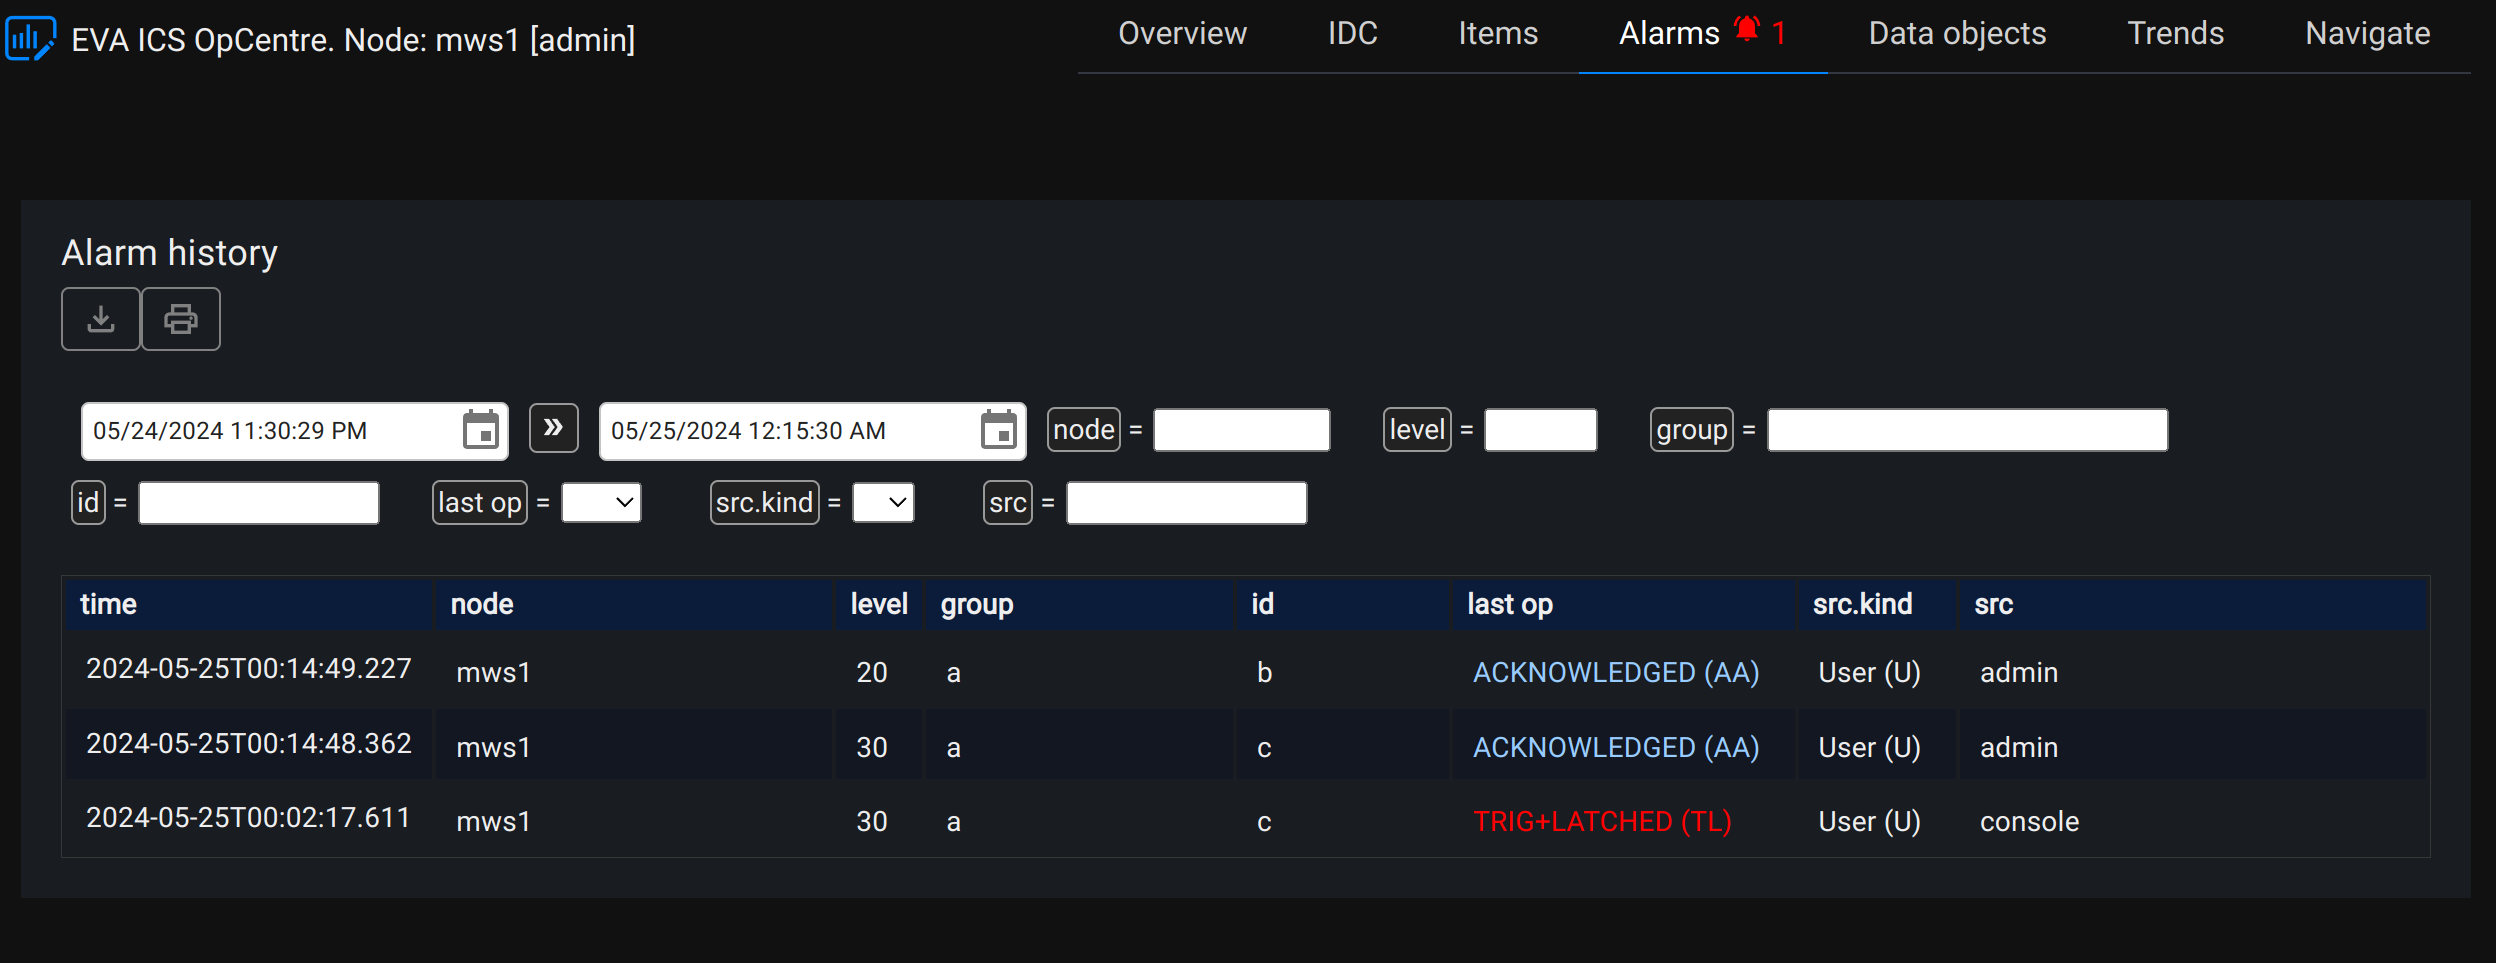 EVA ICS OpCentre. Node: mws1 [admin]
Overview IDC Items Alarms 1 Data objects Trends Navigate
Alarm history
05/24/2024 11:30:29 PM » 05/25/2024 12:15:30 AM node = level = group =
id = last op = src.kind = src =
time node level group id last op src.kind src
2024-05-25T00:14:49.227 mws1 20 a b ACKNOWLEDGED (AA) User (U) admin
2024-05-25T00:14:48.362 mws1 30 a c ACKNOWLEDGED (AA) User (U) admin
2024-05-25T00:02:17.611 mws1 30 a c TRIG+LATCHED (TL) User (U) console